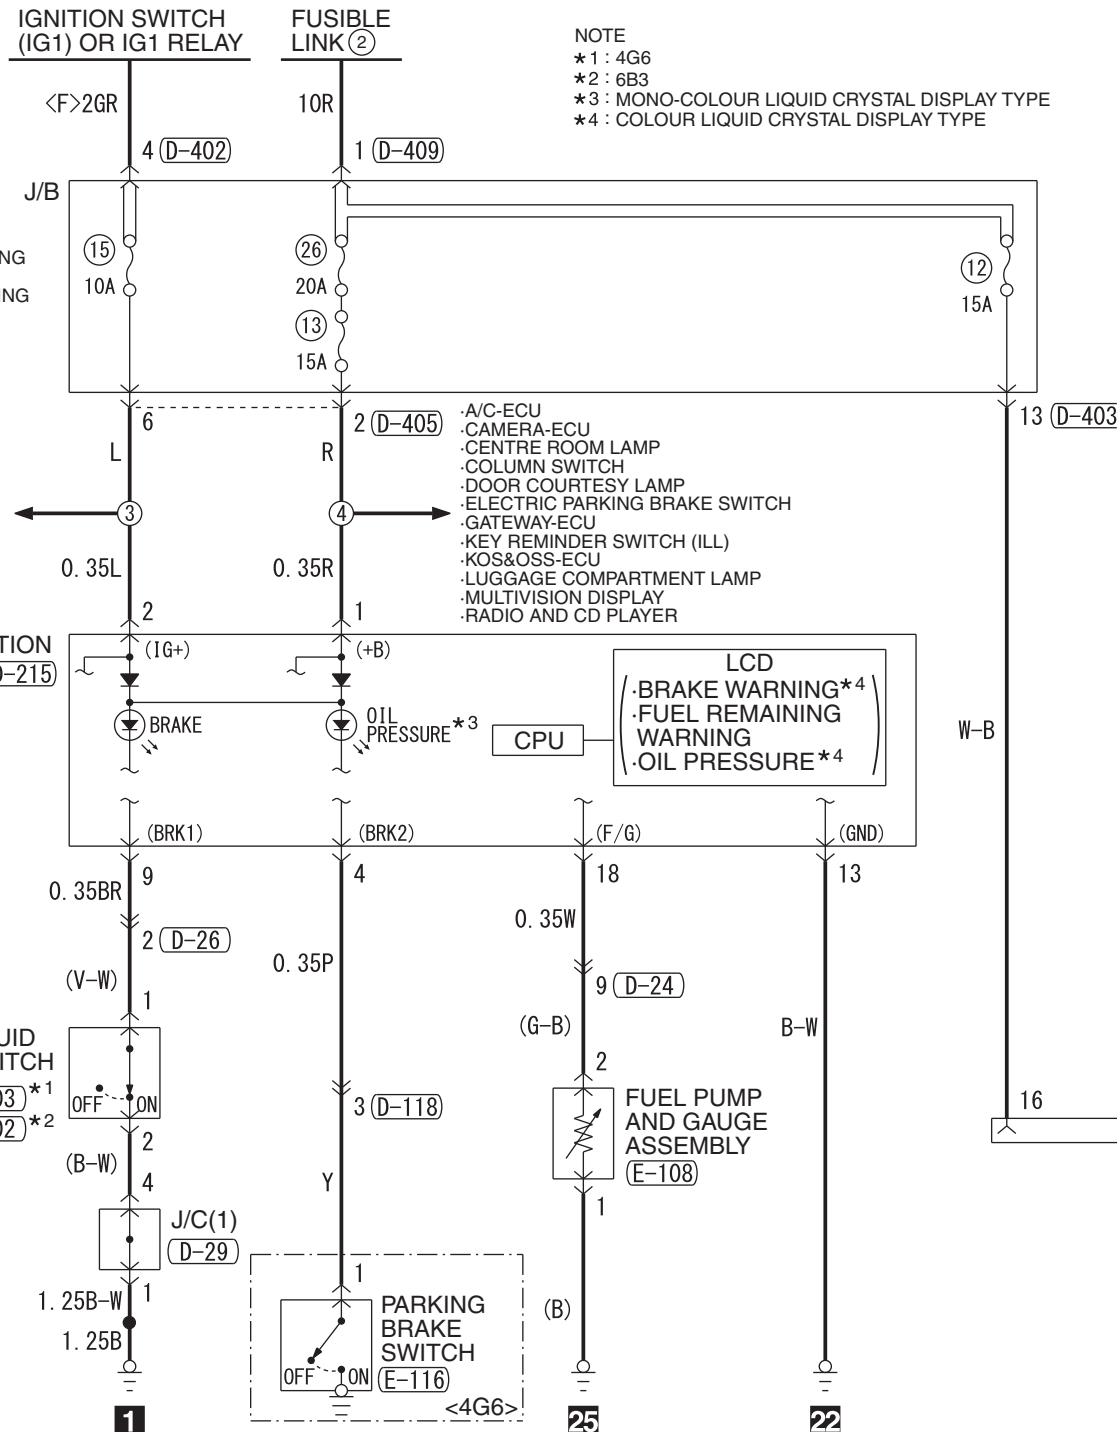 IGNITION SWITCH
(IG1) OR IG1 RELAY
FUSIBLE
LINK ②
NOTE
*1 : 4G6
*2 : 6B3
*3 : MONO-COLOUR LIQUID CRYSTAL DISPLAY TYPE
*4 : COLOUR LIQUID CRYSTAL DISPLAY TYPE
<F>2GR
10R
4 (D-402)
1 (D-409)
J/B
15
10A
26
20A
13
15A
12
15A
6
2 (D-405)
13 (D-403
L
R
·A/C-ECU
·CAMERA-ECU
·CENTRE ROOM LAMP
·COLUMN SWITCH
·DOOR COURTESY LAMP
·ELECTRIC PARKING BRAKE SWITCH
·GATEWAY-ECU
·KEY REMINDER SWITCH (ILL)
·KOS&OSS-ECU
·LUGGAGE COMPARTMENT LAMP
·MULTIVISION DISPLAY
·RADIO AND CD PLAYER
3
4
0.35L
0.35R
2
1
-215)
(IG+)
(+B)
BRAKE
OIL
PRESSURE*3
CPU
LCD
·BRAKE WARNING*4
·FUEL REMAINING
WARNING
·OIL PRESSURE*4
W-B
(BRK1)
(BRK2)
(F/G)
(GND)
9
4
18
13
0.35BR
2 (D-26)
0.35P
0.35W
9 (D-24)
(V-W)
1
(G-B)
B-W
2
*1
*2
OFF
ON
3 (D-118)
FUEL PUMP
AND GAUGE
ASSEMBLY
(E-108)
16
2
(B-W)
4
Y
1
J/C(1)
(D-29)
1
1.25B-W
1.25B
1
PARKING
BRAKE
SWITCH
(E-116)
OFF
ON
<4G6>
(B)
1
25
22